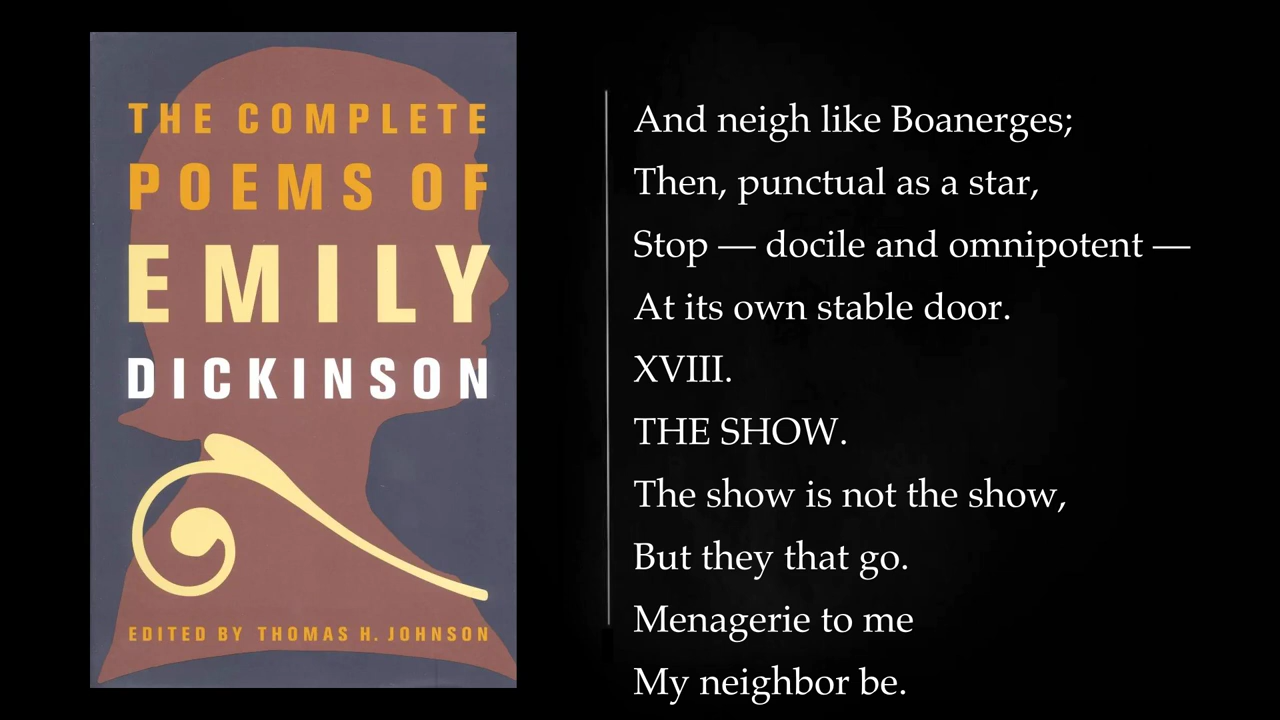 THE COMPLETE
POEMS OF
EMILY
DICKINSON
EDITED BY THOMAS H. JOHNSON
And neigh like Boanerges;
Then, punctual as a star,
Stop — docile and omnipotent —
At its own stable door.
XVIII.
THE SHOW.
The show is not the show,
But they that go.
Menagerie to me
My neighbor be.